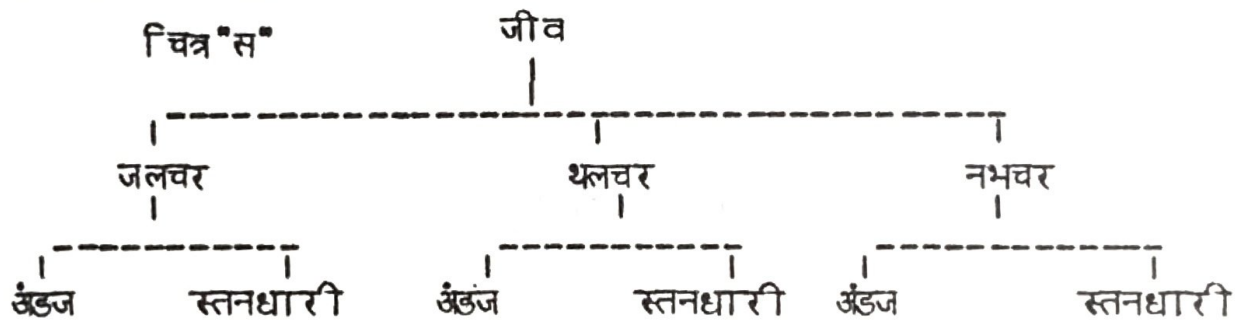 चित्र "स"
जीव
जलचर थलचर नभचर
अंडज स्तनधारी अंडज स्तनधारी अंडज स्तनधारी